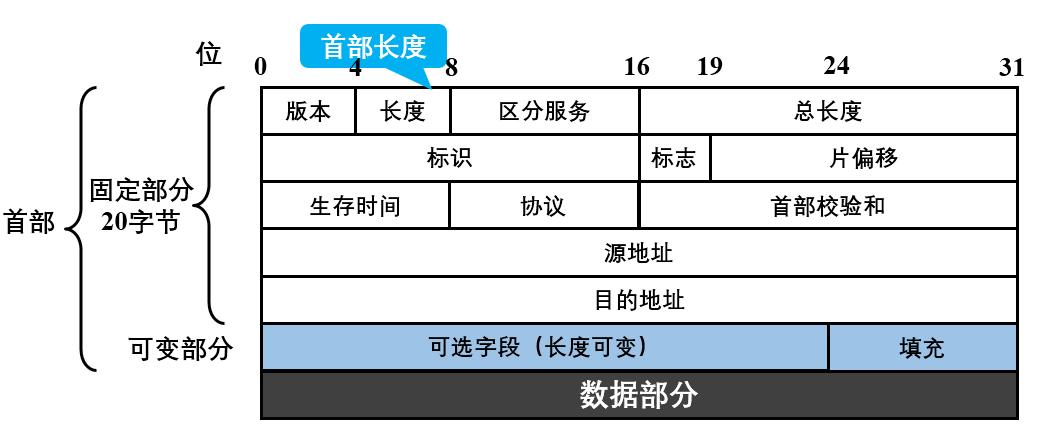 首部长度
位 0 4 8 16 19 24 31
版本 长度 区分服务 总长度
标识 标志 片偏移
固定部分
20字节
首部
生存时间 协议 首部校验和
源地址
目的地址
可变部分 可选字段（长度可变） 填充
数据部分